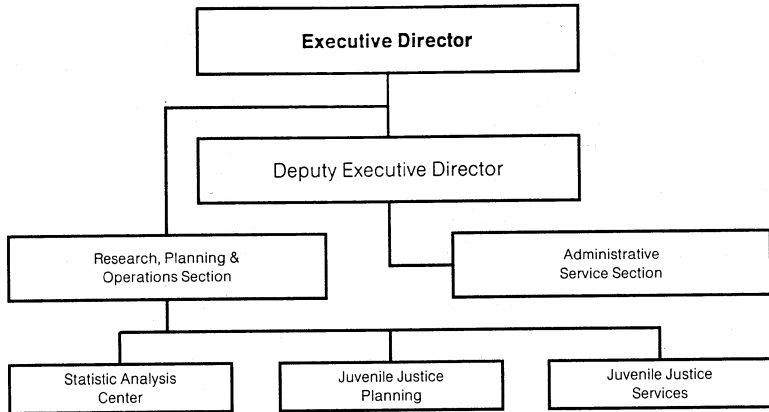 Executive Director
Deputy Executive Director
Research, Planning &
Operations Section
Administrative
Service Section
Statistic Analysis
Center
Juvenile Justice
Planning
Juvenile Justice
Services